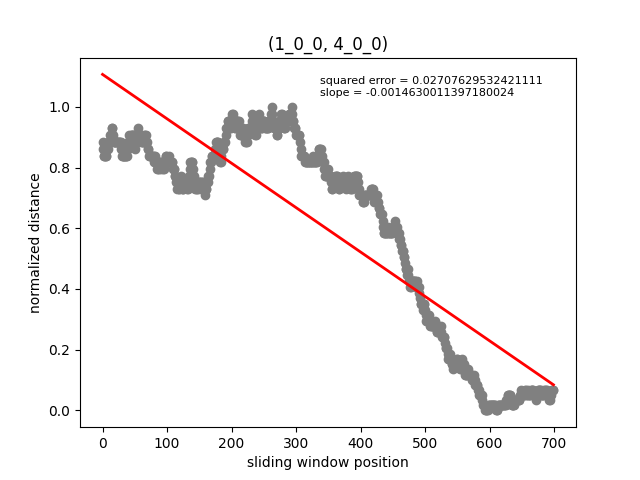 (1_0_0, 4_0_0)
squared error = 0.02707629532421111
slope = -0.0014630011397180024
normalized distance
1.0
0.8
0.6
0.4
0.2
0.0
0 100 200 300 400 500 600 700
sliding window position